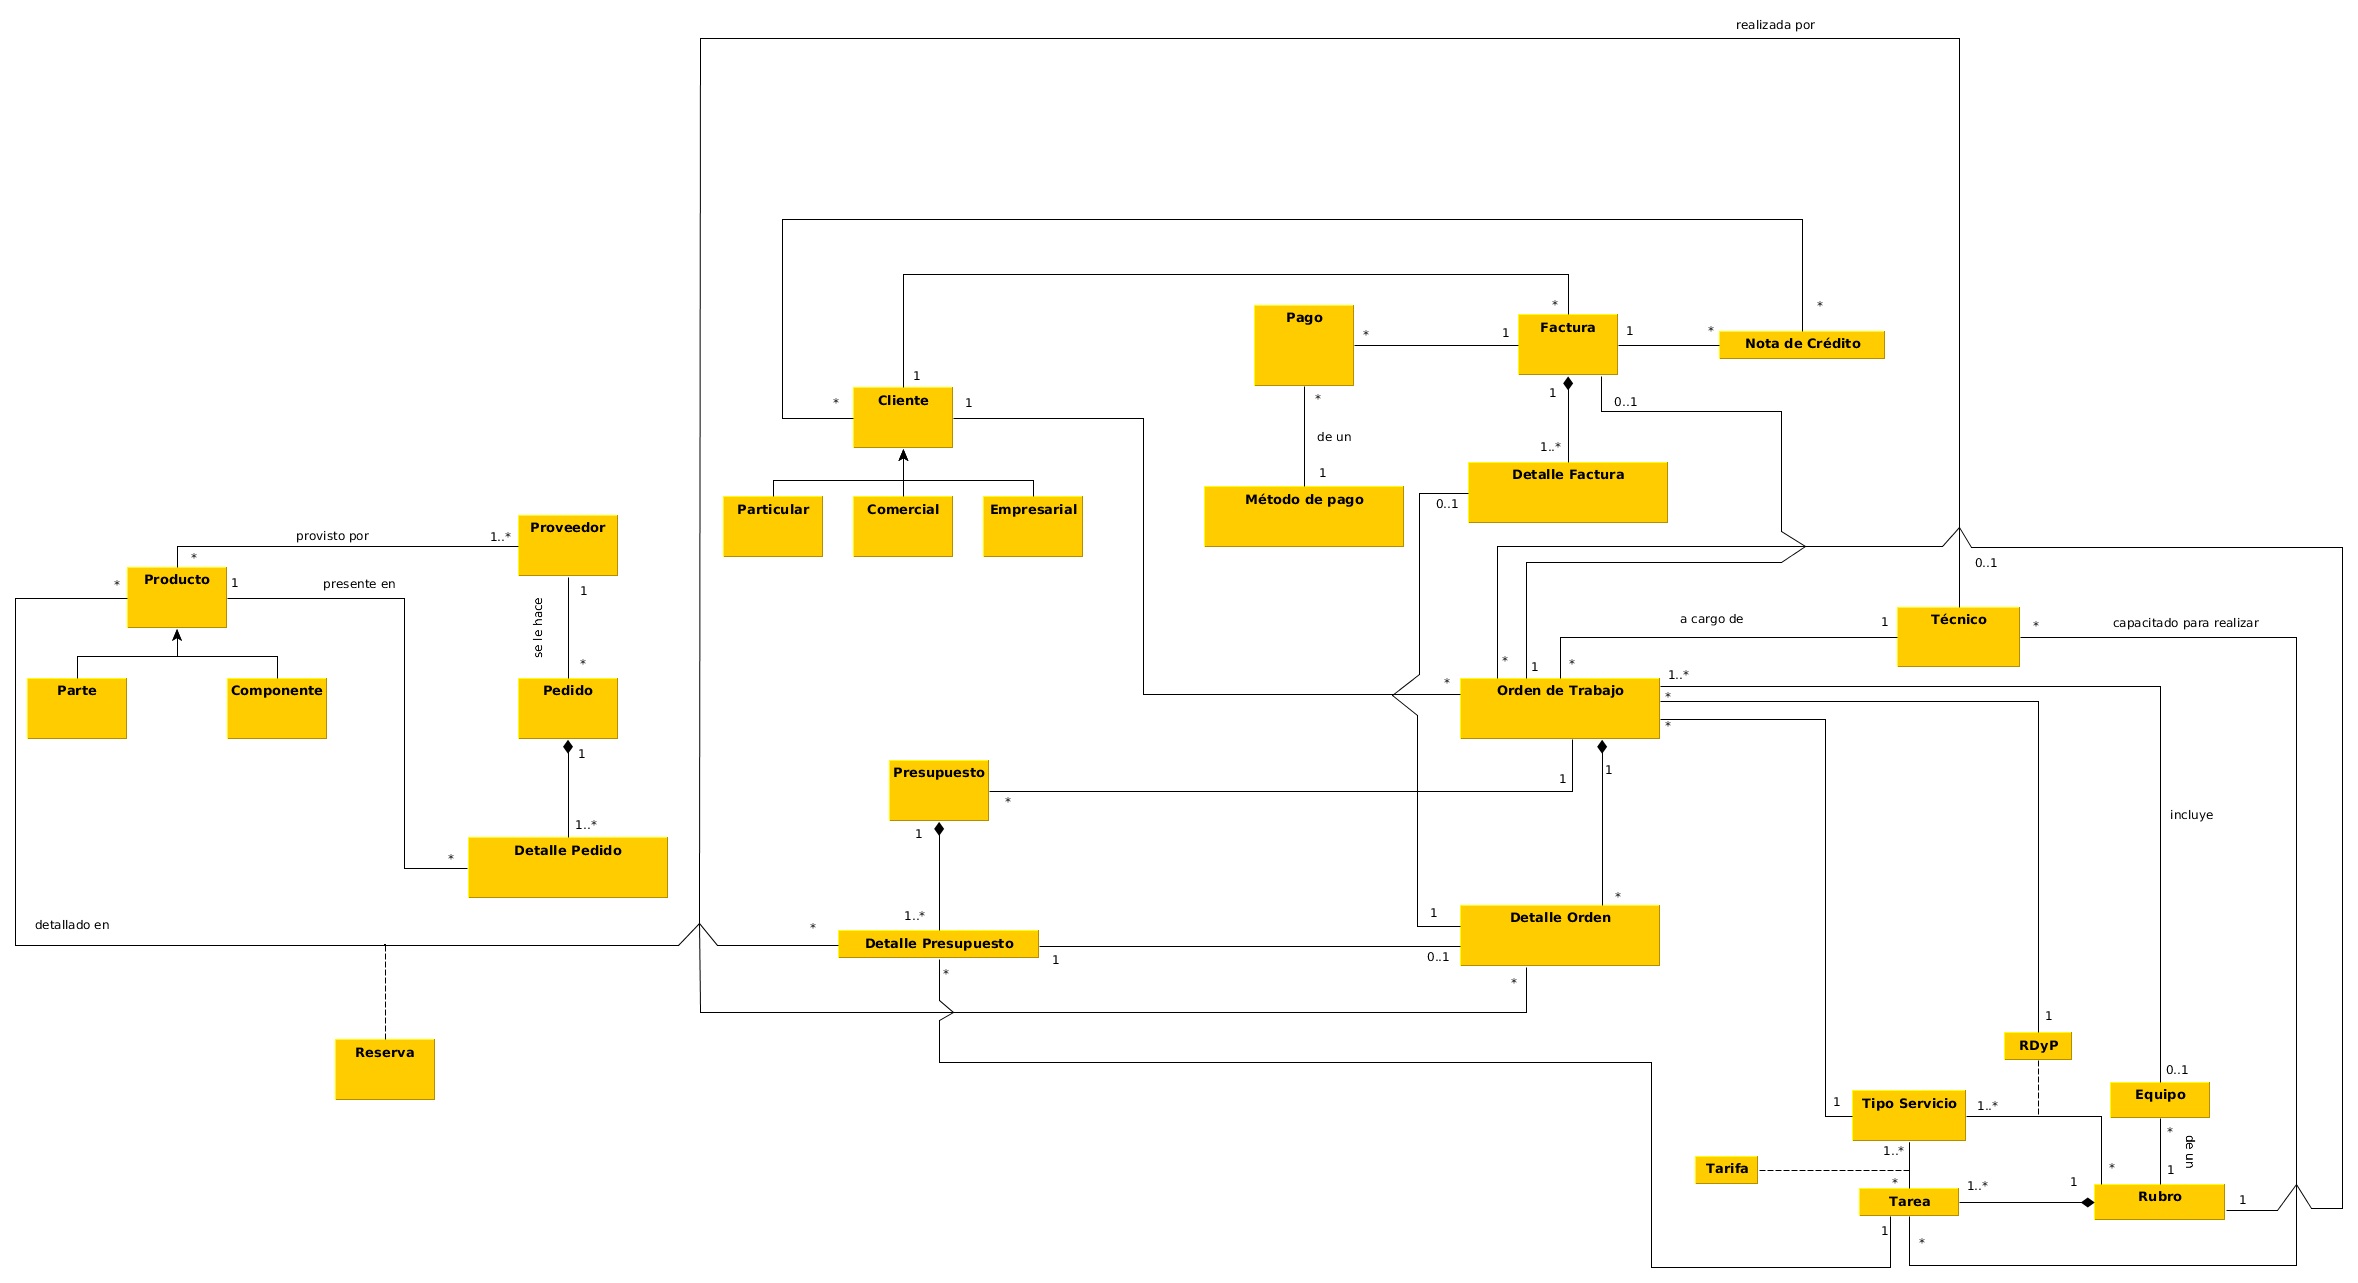 realizada por
*
*
Pago
Factura
*
1
1
*
Nota de Crédito
1
Cliente
*
1
*
1
0..1
de un
1..*
1
Detalle Factura
Método de pago
0..1
Particular
Comercial
Empresarial
Proveedor
provisto por
1..*
*
0..1
Producto
*
1
presente en
1
se le hace
Técnico
a cargo de
1
*
capacitado para realizar
*
*
1
*
Parte
Componente
Pedido
*
Orden de Trabajo
1..*
*
*
1
1
1
Presupuesto
*
1
incluye
1..*
1
Detalle Pedido
*
*
1..*
1
Detalle Orden
detallado en
*
Detalle Presupuesto
1
0..1
*
*
1
RDyP
Reserva
0..1
Equipo
1
Tipo Servicio
1..*
*
de un
1..*
Tarifa
*
1
*
1
1..*
Tarea
Rubro
1
1
*